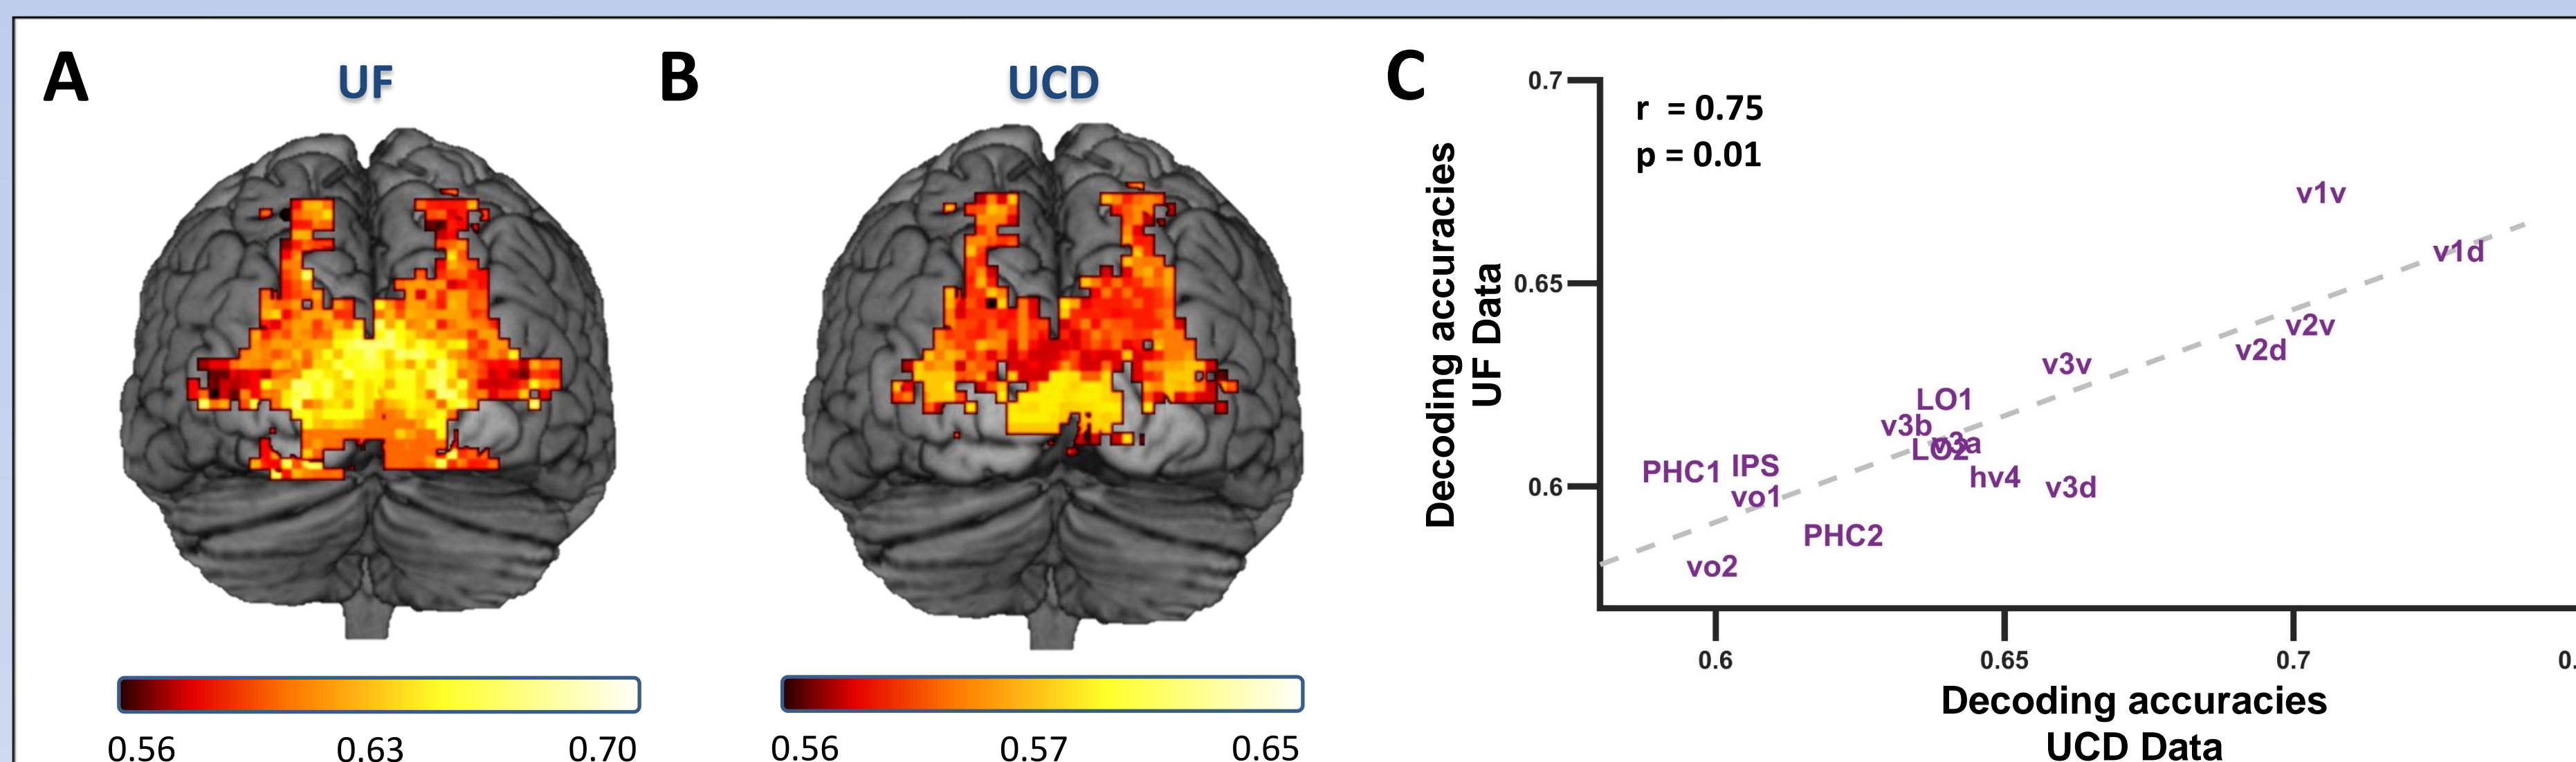 A
UF
0.56
0.63
0.70
B
UCD
0.56
0.57
0.65
C
r = 0.75
p = 0.01
Decoding accuracies
UF Data
0.7
0.65
0.6
v1v
v1d
v2v
v2d
v3v
LO1
v3b
v3a
LO2
PHC1
IPS
hv4
v3d
vo1
PHC2
vo2
0.6
0.65
0.7
Decoding accuracies
UCD Data